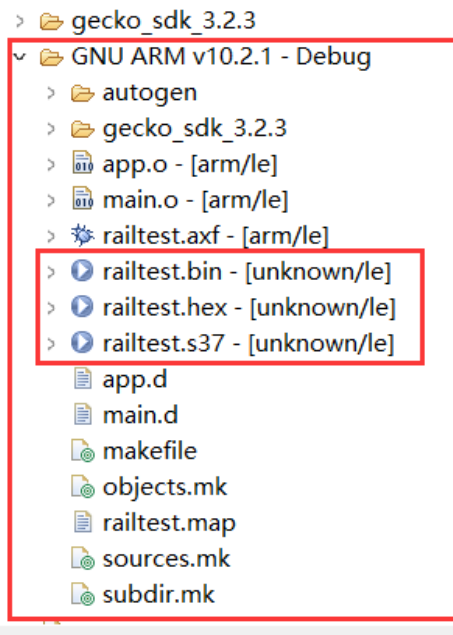 gecko_sdk_3.2.3
GNU ARM v10.2.1 - Debug
autogen
gecko_sdk_3.2.3
app.o - [arm/le]
main.o - [arm/le]
railtest.axf - [arm/le]
railtest.bin - [unknown/le]
railtest.hex - [unknown/le]
railtest.s37 - [unknown/le]
app.d
main.d
makefile
objects.mk
railtest.map
sources.mk
subdir.mk